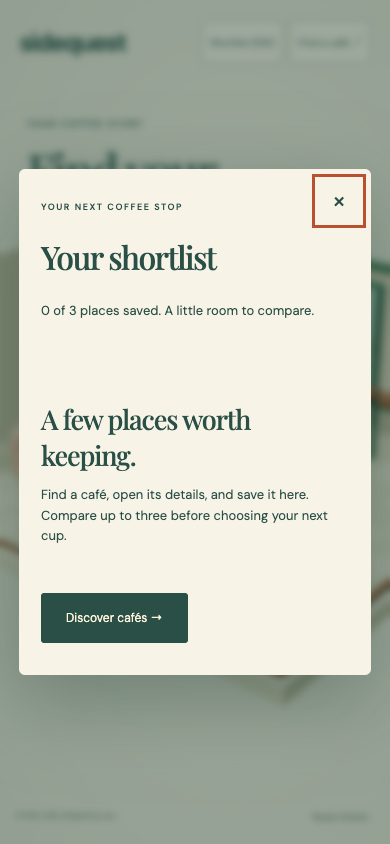 sidequest
YOUR NEXT COFFEE STOP
×
Your shortlist
0 of 3 places saved. A little room to compare.
A few places worth
keeping.
Find a café, open its details, and save it here.
Compare up to three before choosing your next
cup.
Discover cafés →